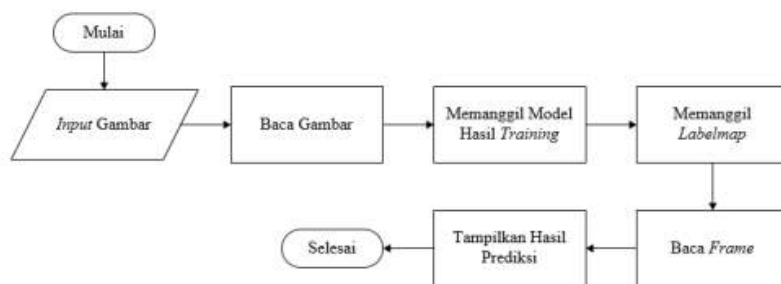 Mulai
Input Gambar
Baca Gambar
Memanggil Model
Hasil Training
Memanggil
Labelmap
Baca Frame
Tampilkan Hasil
Prediksi
Selesai